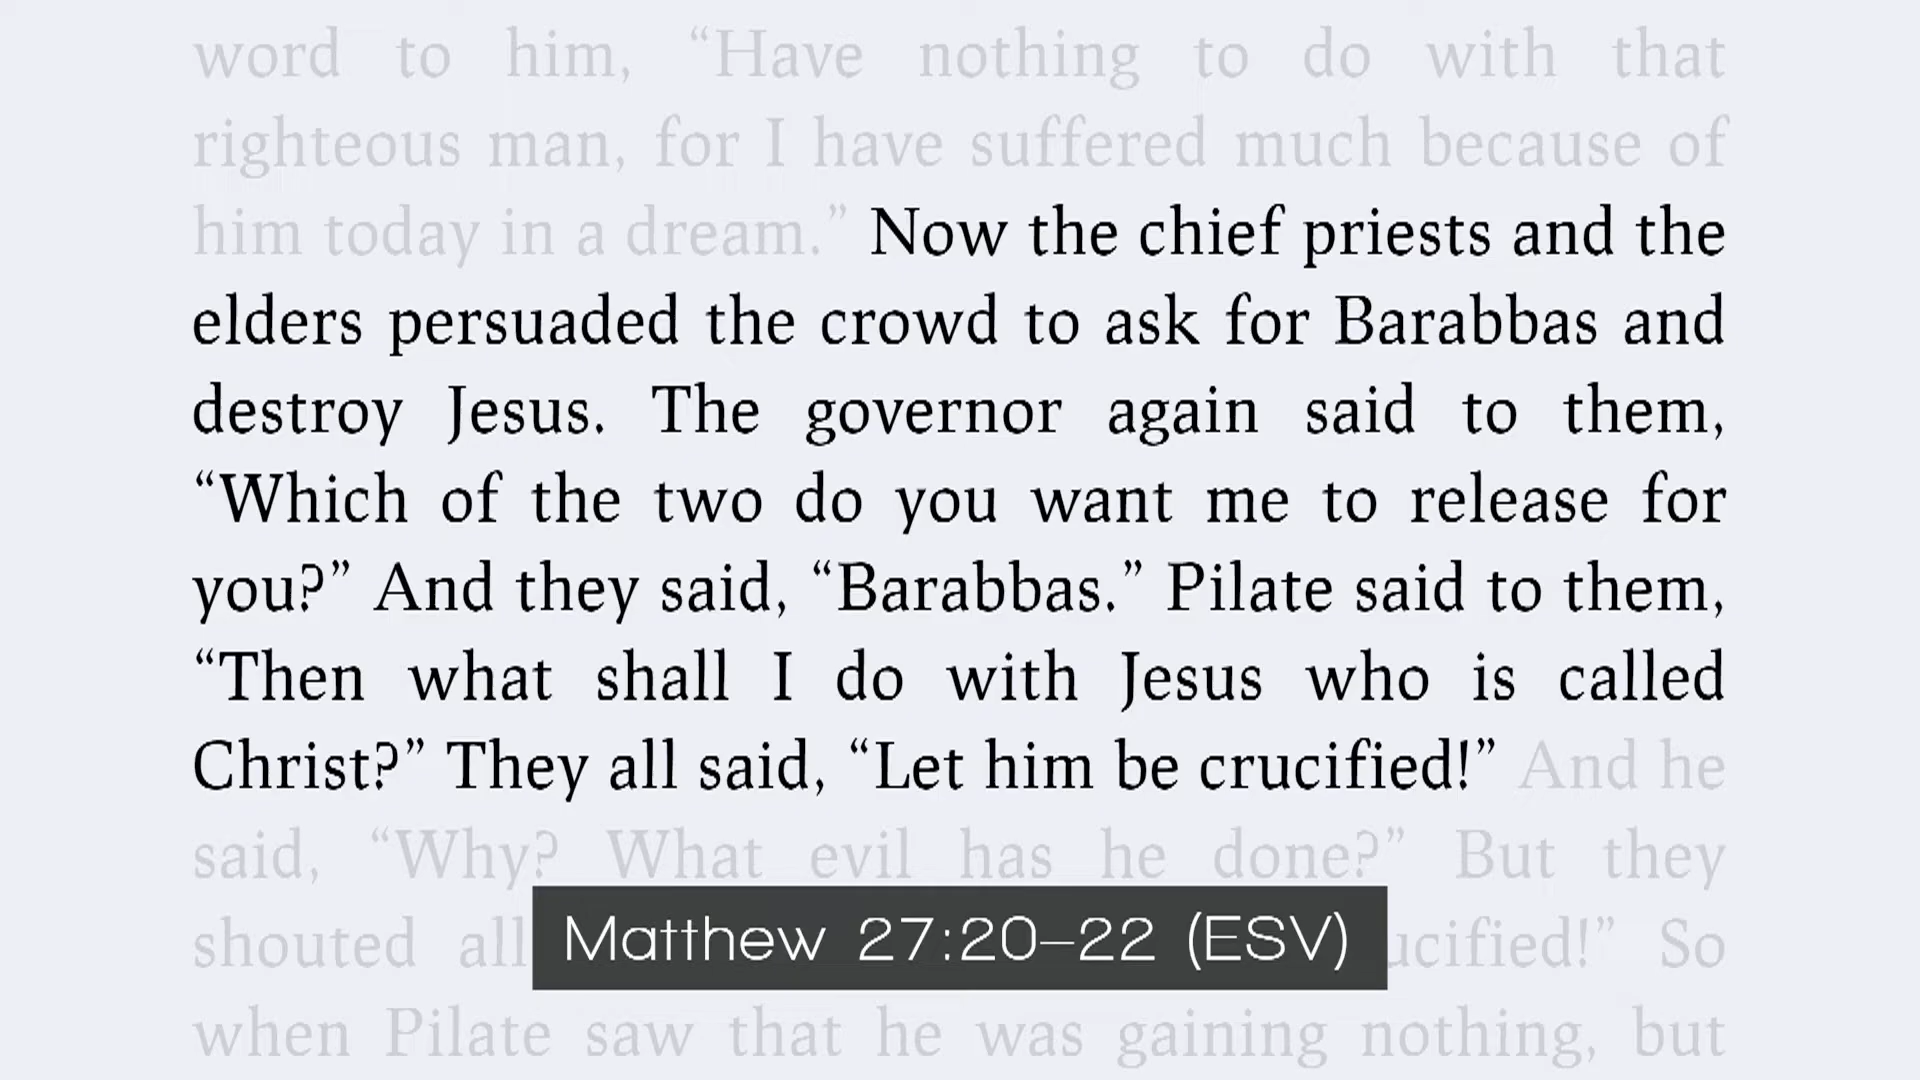 word to him, “Have nothing to do with that
righteous man, for I have suffered much because of
him today in a dream.” Now the chief priests and the
elders persuaded the crowd to ask for Barabbas and
destroy Jesus. The governor again said to them,
“Which of the two do you want me to release for
you?” And they said, “Barabbas.” Pilate said to them,
“Then what shall I do with Jesus who is called
Christ?” They all said, “Let him be crucified!” And he
said, “Why? What evil has he done?” But they
shouted all ucified!” So
Matthew 27:20–22 (ESV)
when Pilate saw that he was gaining nothing, but